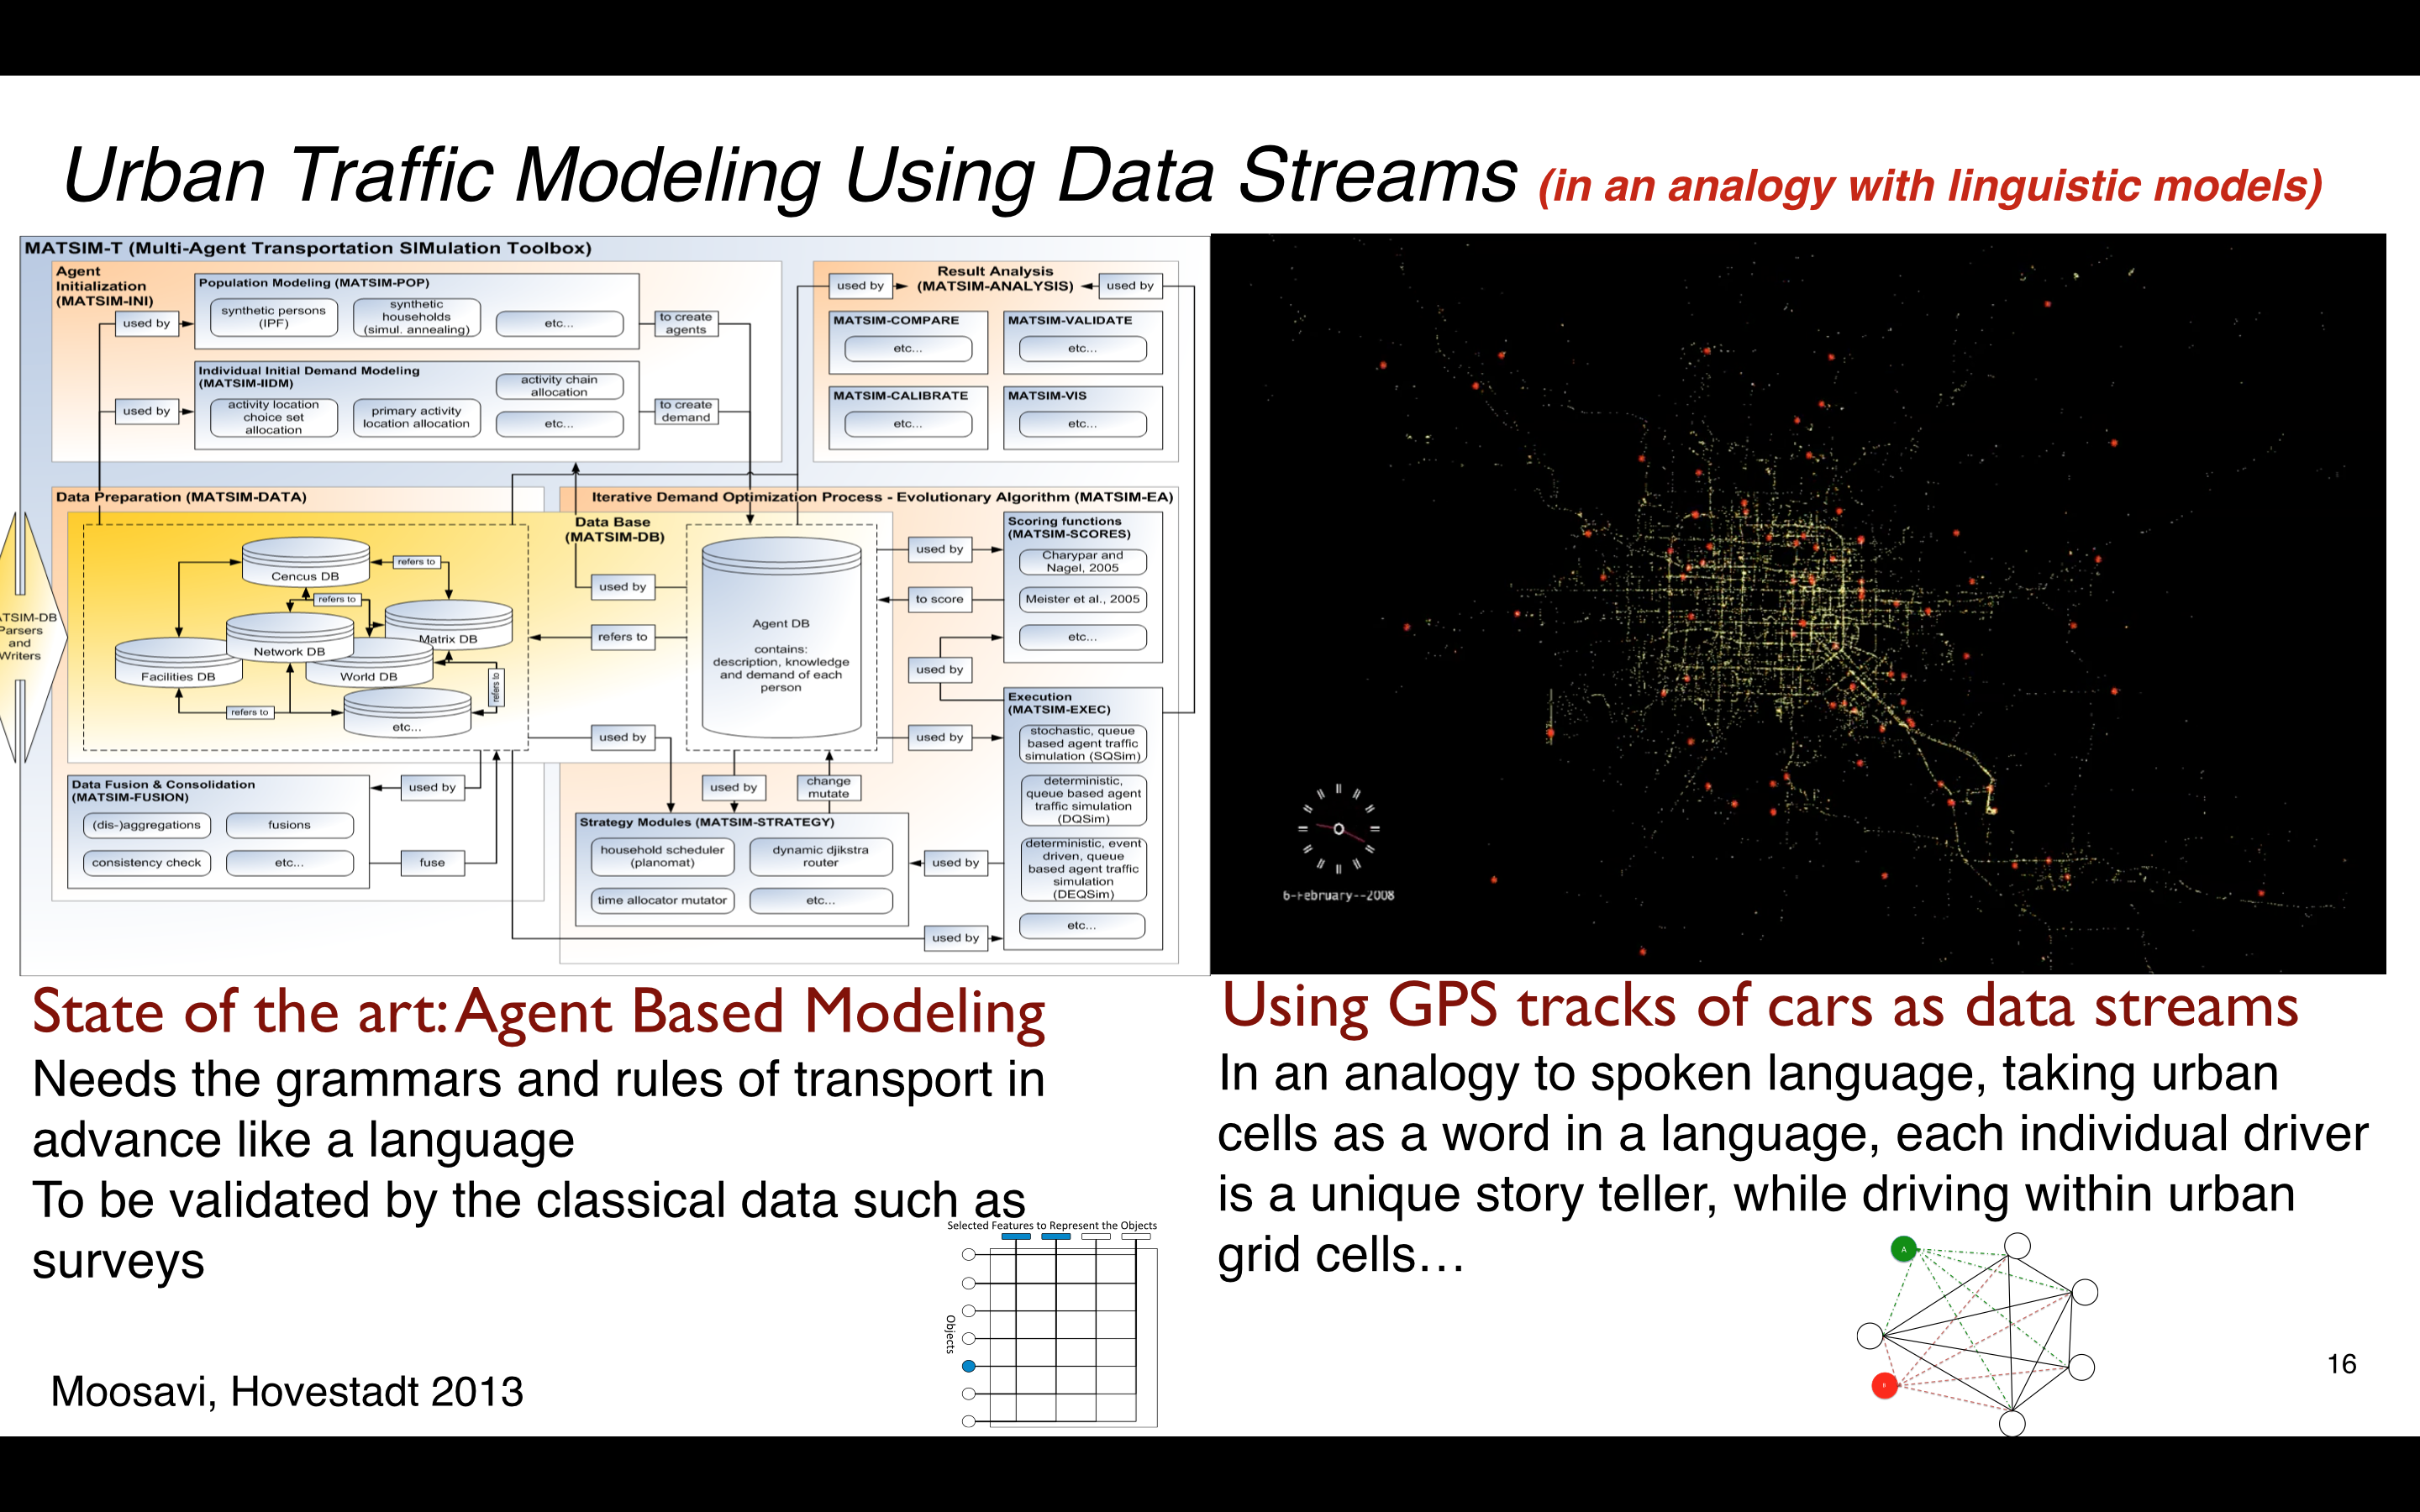 Urban Traffic Modeling Using Data Streams (in an analogy with linguistic models)
MATSIM-T (Multi-Agent Transportation SIMulation Toolbox)
Agent
Initialization
(MATSIM-INI)
used by
used by
Population Modeling (MATSIM-POP)
synthetic persons
(IPF)
synthetic
households
(simul. annealing)
etc...
to create
agents
Individual Initial Demand Modeling
(MATSIM-IIDM)
activity chain
allocation
activity location
choice set
allocation
primary activity
location allocation
etc...
to create
demand
used by
Result Analysis
(MATSIM-ANALYSIS)
used by
MATSIM-COMPARE
etc...
MATSIM-VALIDATE
etc...
MATSIM-CALIBRATE
etc...
MATSIM-VIS
etc...
Data Preparation (MATSIM-DATA)
Iterative Demand Optimization Process - Evolutionary Algorithm (MATSIM-EA)
Data Base
(MATSIM-DB)
Cencus DB
refers to
refers to
Matrix DB
Network DB
Facilities DB
World DB
refers to
refers to
etc...
TSIM-DB
Parsers
and
Writers
used by
refers to
used by
Agent DB
contains:
description, knowledge
and demand of each
person
used by
to score
used by
used by
Scoring functions
(MATSIM-SCORES)
Charypar and
Nagel, 2005
Meister et al., 2005
etc...
Execution
(MATSIM-EXEC)
stochastic, queue
based agent traffic
simulation (SQSim)
deterministic,
queue based agent
traffic simulation
(DQSim)
deterministic, event
driven, queue
based agent traffic
simulation
(DEQSim)
etc...
Data Fusion & Consolidation
(MATSIM-FUSION)
(dis-)aggregations
fusions
consistency check
etc...
used by
fuse
used by
change
mutate
Strategy Modules (MATSIM-STRATEGY)
household scheduler
(planomat)
dynamic djikstra
router
time allocator mutator
etc...
used by
used by
6-February--2008
State of the art: Agent Based Modeling
Needs the grammars and rules of transport in
advance like a language
To be validated by the classical data such as
surveys
Selected Features to Represent the Objects
Objects
Moosavi, Hovestadt 2013
Using GPS tracks of cars as data streams
In an analogy to spoken language, taking urban
cells as a word in a language, each individual driver
is a unique story teller, while driving within urban
grid cells…
A
16